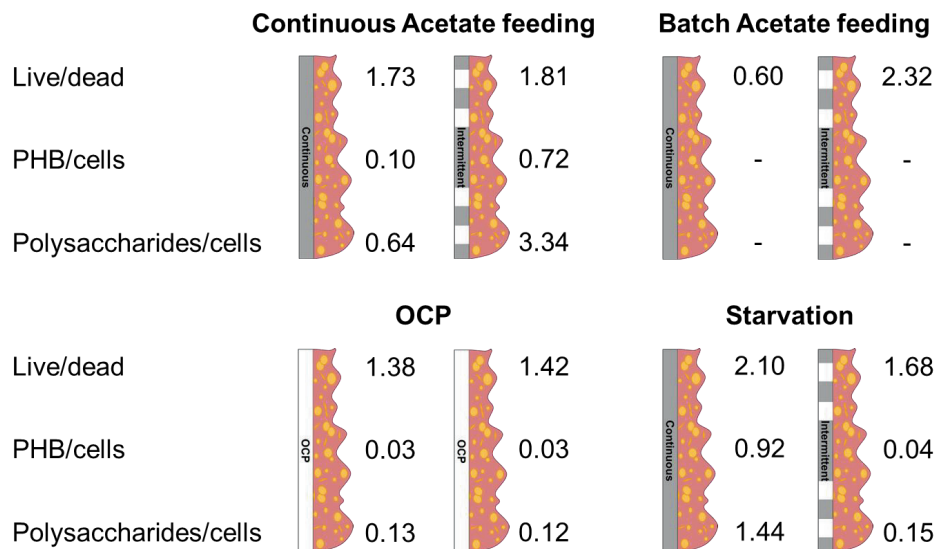 Continuous Acetate feeding Batch Acetate feeding
Live/dead Continuous 1.73 Intermittent 1.81 Continuous 0.60 Intermittent 2.32
PHB/cells 0.10 0.72 - -
Polysaccharides/cells 0.64 3.34 - -
OCP Starvation
Live/dead OCP 1.38 OCP 1.42 Continuous 2.10 Intermittent 1.68
PHB/cells 0.03 0.03 0.92 0.04
Polysaccharides/cells 0.13 0.12 1.44 0.15